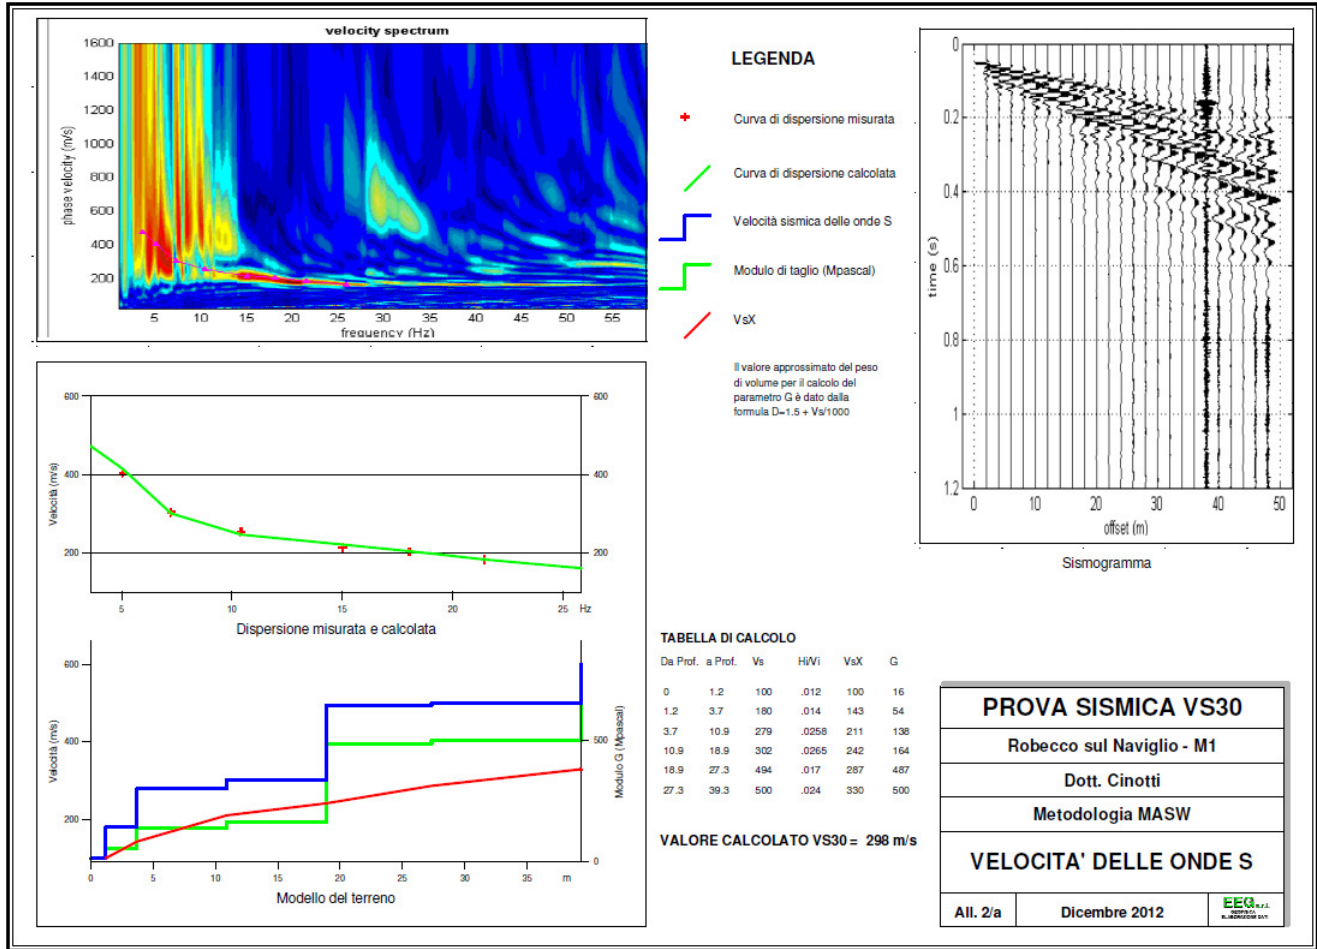 velocity spectrum
phase velocity (m/s)
1600
1400
1200
1000
800
600
400
200
5 10 15 20 25 30 35 40 45 50 55
frequency (Hz)
LEGENDA
Curva di dispersione misurata
Curva di dispersione calcolata
Velocità sismica delle onde S
Modulo di taglio (Mpascal)
VsX
Il valore approssimato del peso
di volume per il calcolo del
parametro G è dato dalla
formula D=1.5 + Vs/1000
time (s)
0
0.2
0.4
0.6
0.8
1
1.2
0 10 20 30 40 50
offset (m)
Sismogramma
Velocità (m/s)
600 600
400 400
200 200
5 10 15 20 25 Hz
Dispersione misurata e calcolata
Velocità (m/s)
600
400
200
Modulo G (Mpascal)
500
0
0 5 10 15 20 25 30 35 m
Modello del terreno
TABELLA DI CALCOLO
Da Prof. a Prof. Vs Hi/Vi VsX G
0 1.2 100 .012 100 16
1.2 3.7 180 .014 143 54
3.7 10.9 279 .0258 211 138
10.9 18.9 302 .0265 242 164
18.9 27.3 494 .017 287 487
27.3 39.3 500 .024 330 500
VALORE CALCOLATO VS30 = 298 m/s
PROVA SISMICA VS30
Robecco sul Naviglio - M1
Dott. Cinotti
Metodologia MASW
VELOCITA' DELLE ONDE S
All. 2/a Dicembre 2012
EEG s.r.l.
GEOFISICA
ELABORAZIONE DATI